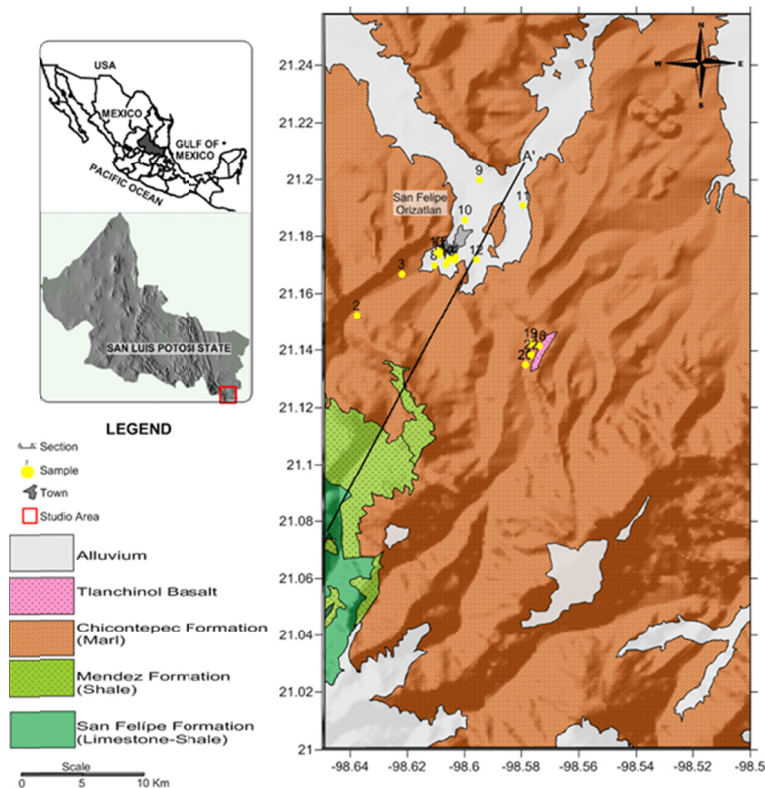 USA
MEXICO
GULF OF
MEXICO
PACIFIC OCEAN
SAN LUIS POTOSI STATE
LEGEND
Section
Sample
Town
Studio Area
Alluvium
Tlanchinol Basalt
Chicontepec Formation
(Marl)
Mendez Formation
(Shale)
San Felípe Formation
(Limestone-Shale)
Scale
0 5 10 Km
N
W E
S
A'
9
San Felipe
Orizatlan
10
11
12
3
2
19
18
21.24
21.22
21.2
21.18
21.16
21.14
21.12
21.1
21.08
21.06
21.04
21.02
21
-98.64 -98.62 -98.6 -98.58 -98.56 -98.54 -98.52 -98.5